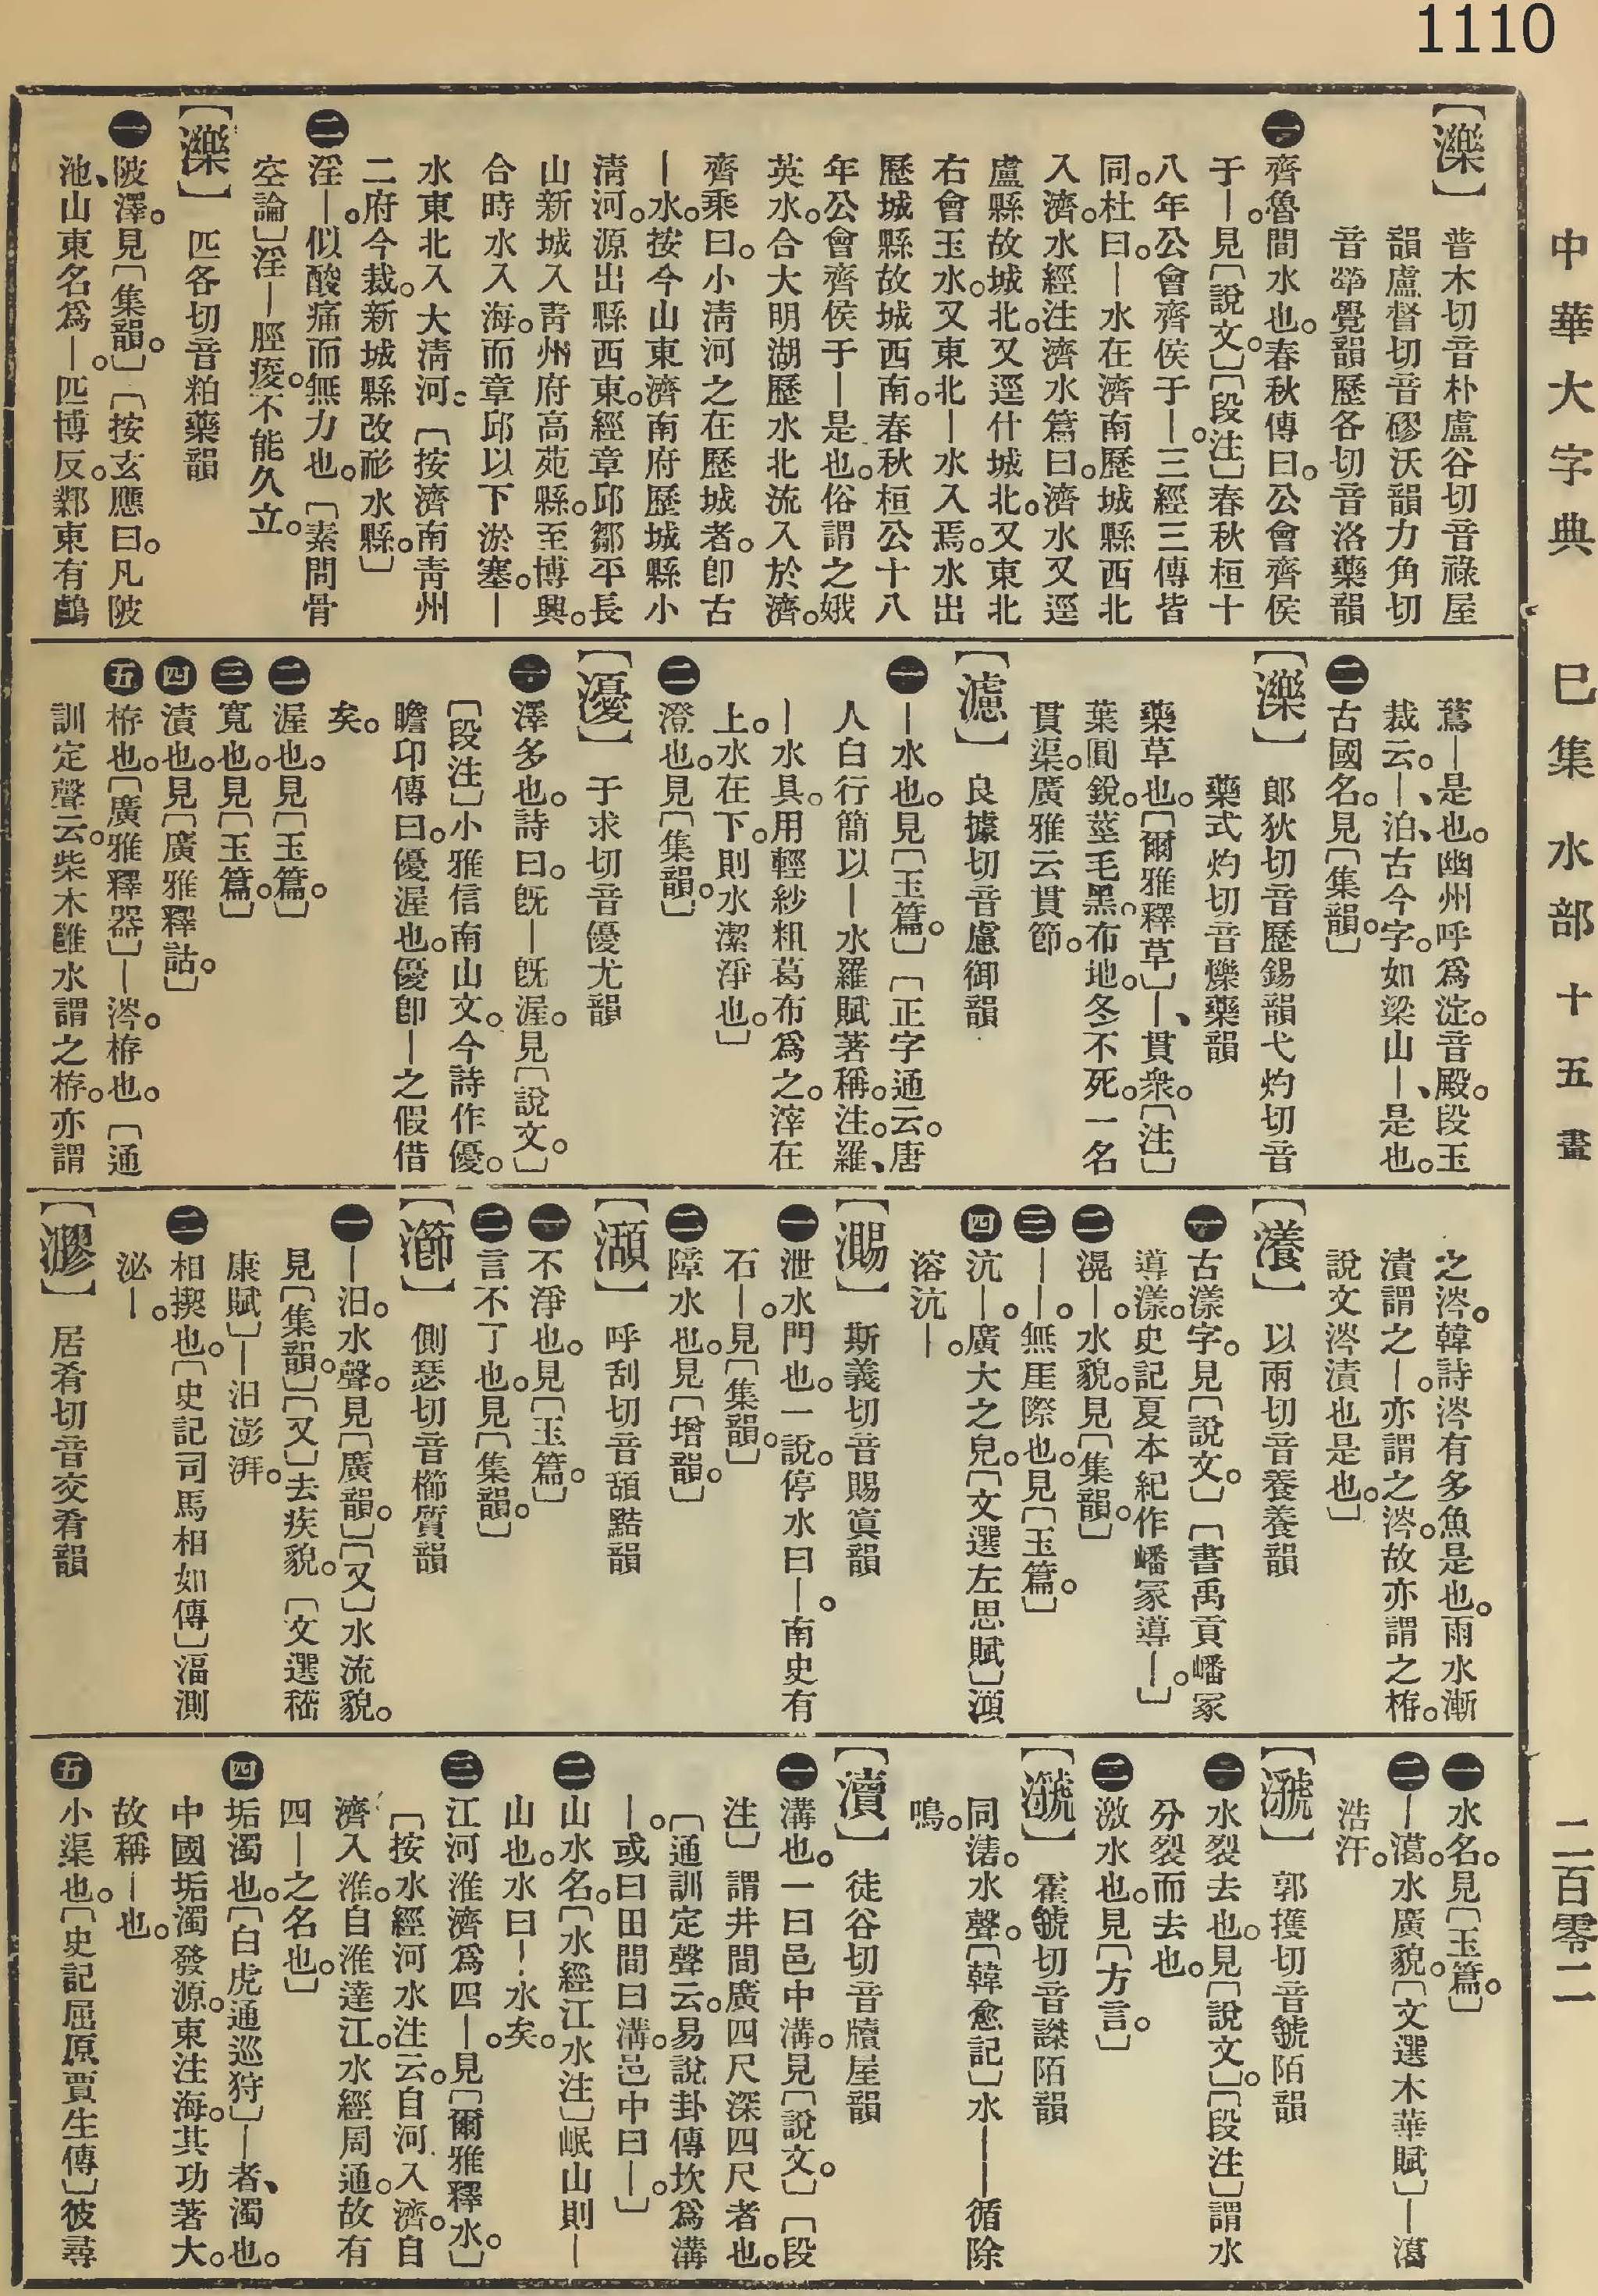 1110
中華大字典 巳集 水部十五畫 二百零二
【濼】 普木切音朴盧谷切音祿屋
韻盧督切音磟沃韻力角切
音犖覺韻歷各切音洛藥韻
㊀齊魯間水也。春秋傳曰。公會齊侯
于—。見〔說文。〕〔段注〕春秋桓十
八年公會齊侯于—。三經三傳皆
同。杜曰。—水在濟南歷城縣西北
入濟。水經注濟水篇曰。濟水又逕
盧縣故城北。又逕什城北。又東北
右會玉水。又東北—水入焉。水出
歷城縣故城西南。春秋桓公十八
年公會齊侯于—是也。俗謂之娥
英水。合大明湖歷水北流入於濟。
齊乘曰。小淸河之在歷城者。卽古
—水。按今山東濟南府歷城縣小
淸河。源出縣西東。經章邱鄒平長
山新城入靑州府高苑縣。至博興。
合時水入海。而章邱以下淤塞。—
水東北入大淸河。〔按濟南靑州
二府今裁。新城縣改耏水縣。〕
㊁淫—。似酸痛而無力也。〔素問骨
空論〕淫—脛痠。不能久立。
【濼】 匹各切音粕藥韻
㊀陂澤。見〔集韻。〕〔按玄應曰。凡陂
池、山東名爲—。匹博反。鄴東有鸕
鶿—是也。幽州呼爲淀。音殿。段玉
裁云。—、泊、古今字。如梁山—、是也。
㊁古國名。見〔集韻。〕
【濼】 郞狄切音歷錫韻弋灼切音
藥式灼切音爍藥韻
藥草也。〔爾雅釋草〕—、貫衆。〔注〕
葉圓銳。莖毛黑。布地。冬不死。一名
貫渠。廣雅云貫節。
【濾】 良據切音慮御韻
㊀—水也。見〔玉篇。〕〔正字通云。唐
人白行簡以—水羅賦著稱。注。羅、
—水具。用輕紗粗葛布爲之。滓在
上。水在下。則水潔淨也。〕
㊁澄也。見〔集韻。〕
【瀀】 于求切音優尤韻
㊀澤多也。詩曰。旣—旣渥。見〔說文。〕
〔段注〕小雅信南山文。今詩作優。
瞻卬傳曰。優渥也。優卽—之假借
矣。
㊁渥也。見〔玉篇。〕
㊂寬也。見〔玉篇。〕
㊃漬也。見〔廣雅釋詁。〕
㊄栫也。〔廣雅釋器〕—涔。栫也。〔通
訓定聲云。柴木雝水謂之栫。亦謂
之涔。韓詩涔有多魚是也。雨水漸
漬謂之—。亦謂之涔。故亦謂之栫。
說文涔漬也是也。〕
【瀁】 以兩切音養養韻
㊀古漾字。見〔說文。〕〔書禹貢嶓冢
導漾。史記夏本紀作嶓冢導—。〕
㊁滉—。水貌。見〔集韻。〕
㊂——。無厓際也。見〔玉篇。〕
㊃沆—。廣大之皃。〔文選左思賦〕澒
溶沆—。
【瀃】 斯義切音賜寘韻
㊀泄水門也。一說。停水曰—。南史有
石—。見〔集韻。〕
㊁障水也。見〔增韻。〕
【澦】 呼刮切音頢黠韻
㊀不淨也。見〔玉篇。〕
㊁言不了也。見〔集韻。〕
【瀄】 側瑟切音櫛質韻
㊀—汩。水聲。見〔廣韻。〕〔又〕水流貌。
見〔集韻。〕〔又〕去疾貌。〔文選嵇
康賦〕—汩澎湃。
㊁相揳也。〔史記司馬相如傳〕湢測
泌—。
【㶀】 居肴切音交肴韻
㊀水名。見〔玉篇。〕
㊁—澙。水廣貌。〔文選木華賦〕—澙
浩汗。
【㶁】 郭擭切音虢陌韻
㊀水裂去也。見〔說文。〕〔段注〕謂水
分裂而去也。
㊁激水也。見〔方言。〕
【㶁】 霍虢切音謋陌韻
同湱。水聲。〔韓愈記〕水——循除
鳴。
【瀆】 徒谷切音牘屋韻
㊀溝也。一曰邑中溝。見〔說文。〕〔段
注〕謂井間廣四尺深四尺者也。
〔通訓定聲云。易說卦傳坎爲溝
—。或曰田間曰溝。邑中曰—。〕
㊁山水名。〔水經江水注〕岷山則—
山也。水曰—水矣。
㊂江河淮濟爲四—。見〔爾雅釋水。〕
〔按水經河水注云。自河入濟。自
濟入淮。自淮達江。水經周通。故有
四—之名也。〕
㊃垢濁也。〔白虎通巡狩〕—者、濁也。
中國垢濁發源。東注海。其功著大。
故稱—也。
㊄小渠也。〔史記屈原賈生傳〕彼尋